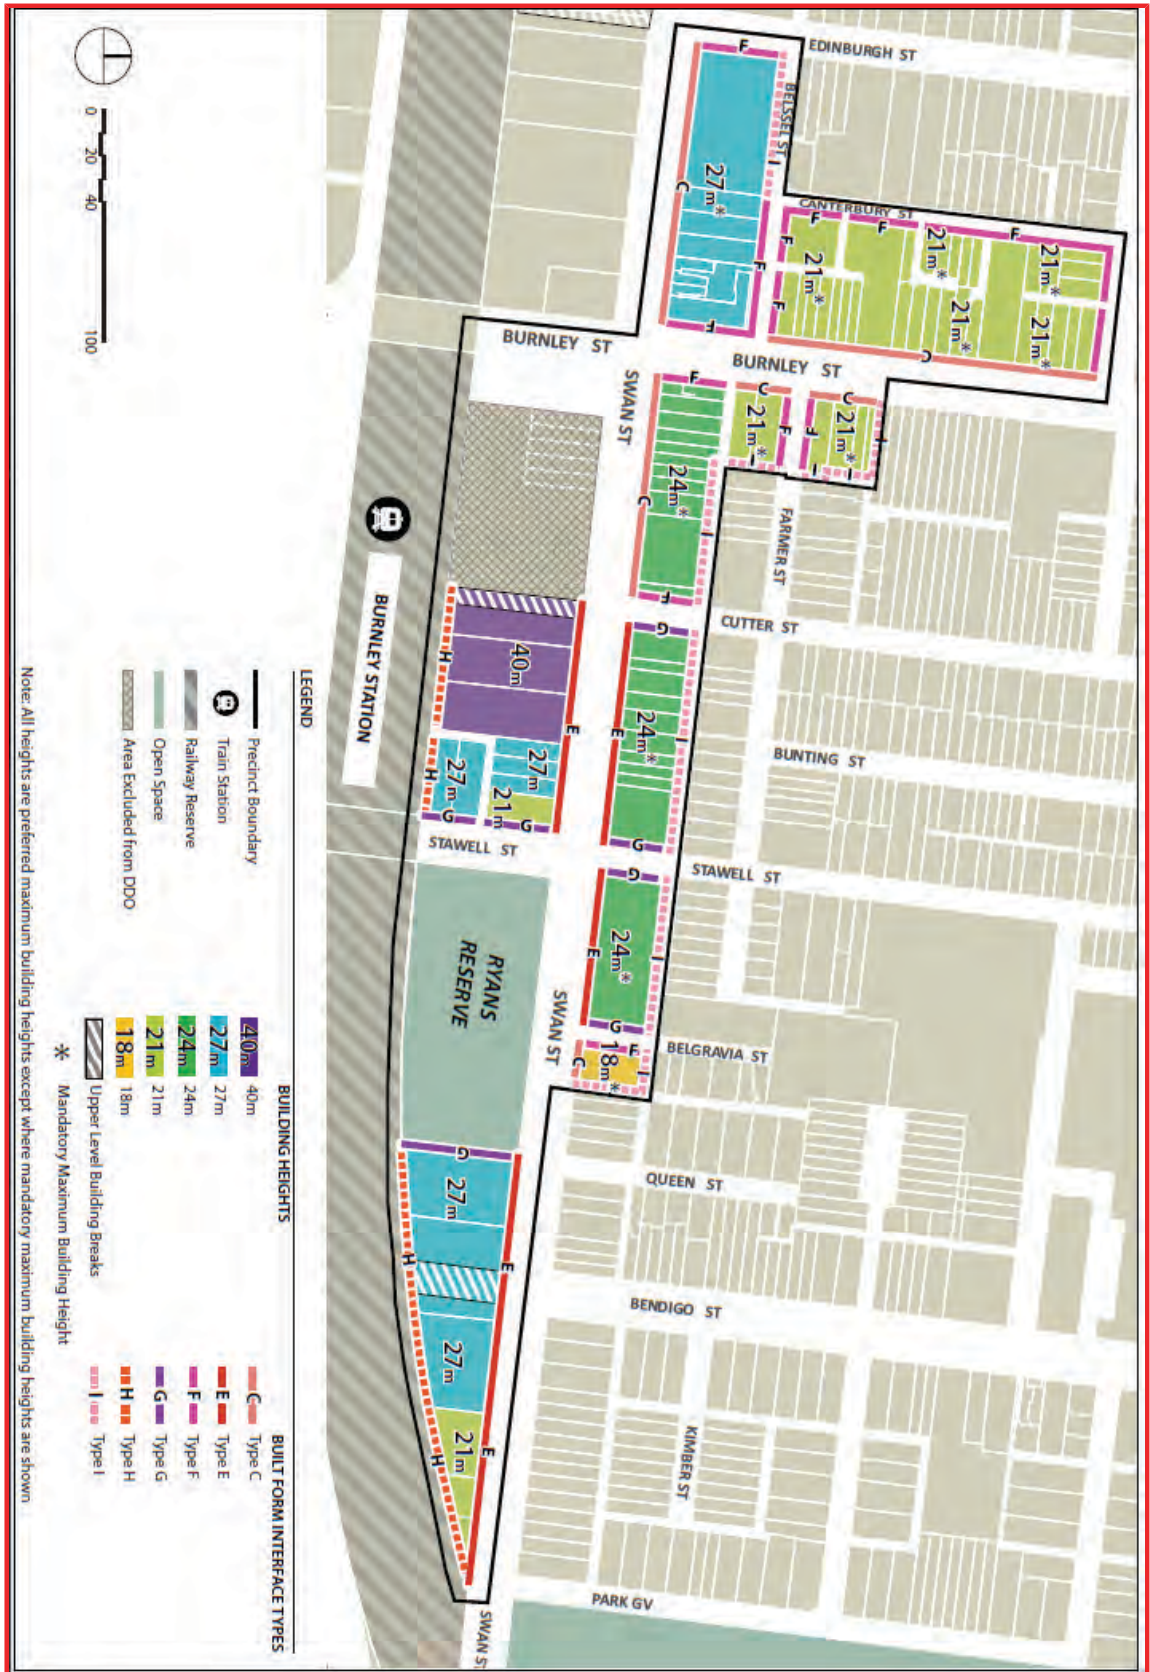 EDINBURGH ST
BELSSEL ST
CANTERBURY ST
BURNLEY ST
BURNLEY ST
SWAN ST
FARMER ST
CUTTER ST
BUNTING ST
STAWELL ST
STAWELL ST
SWAN ST
BELGRAVIA ST
QUEEN ST
BENDIGO ST
KIMBER ST
PARK GV
SWAN S
RYANS
RESERVE
BURNLEY STATION
27m*
21m*
21m*
21m*
21m*
21m*
21m*
21m*
24m*
24m*
24m*
18m*
40m
27m
27m
21m
27m
27m
21m
F
I
C
F
F
F
F
F
F
F
C
F
C
F
C
F
I
I
I
I
C
I
F
G
E
I
G
G
E
I
G
F
C
I
E
H
H
G
G
G
E
H
E
H
0
20
40
100
LEGEND
Precinct Boundary
Train Station
Railway Reserve
Open Space
Area Excluded from DDO
BUILDING HEIGHTS
40m 40m
27m 27m
24m 24m
21m 21m
18m 18m
Upper Level Building Breaks
* Mandatory Maximum Building Height
BUILT FORM INTERFACE TYPES
C Type C
E Type E
F Type F
G Type G
H Type H
I Type I
Note: All heights are preferred maximum building heights except where mandatory maximum building heights are shown